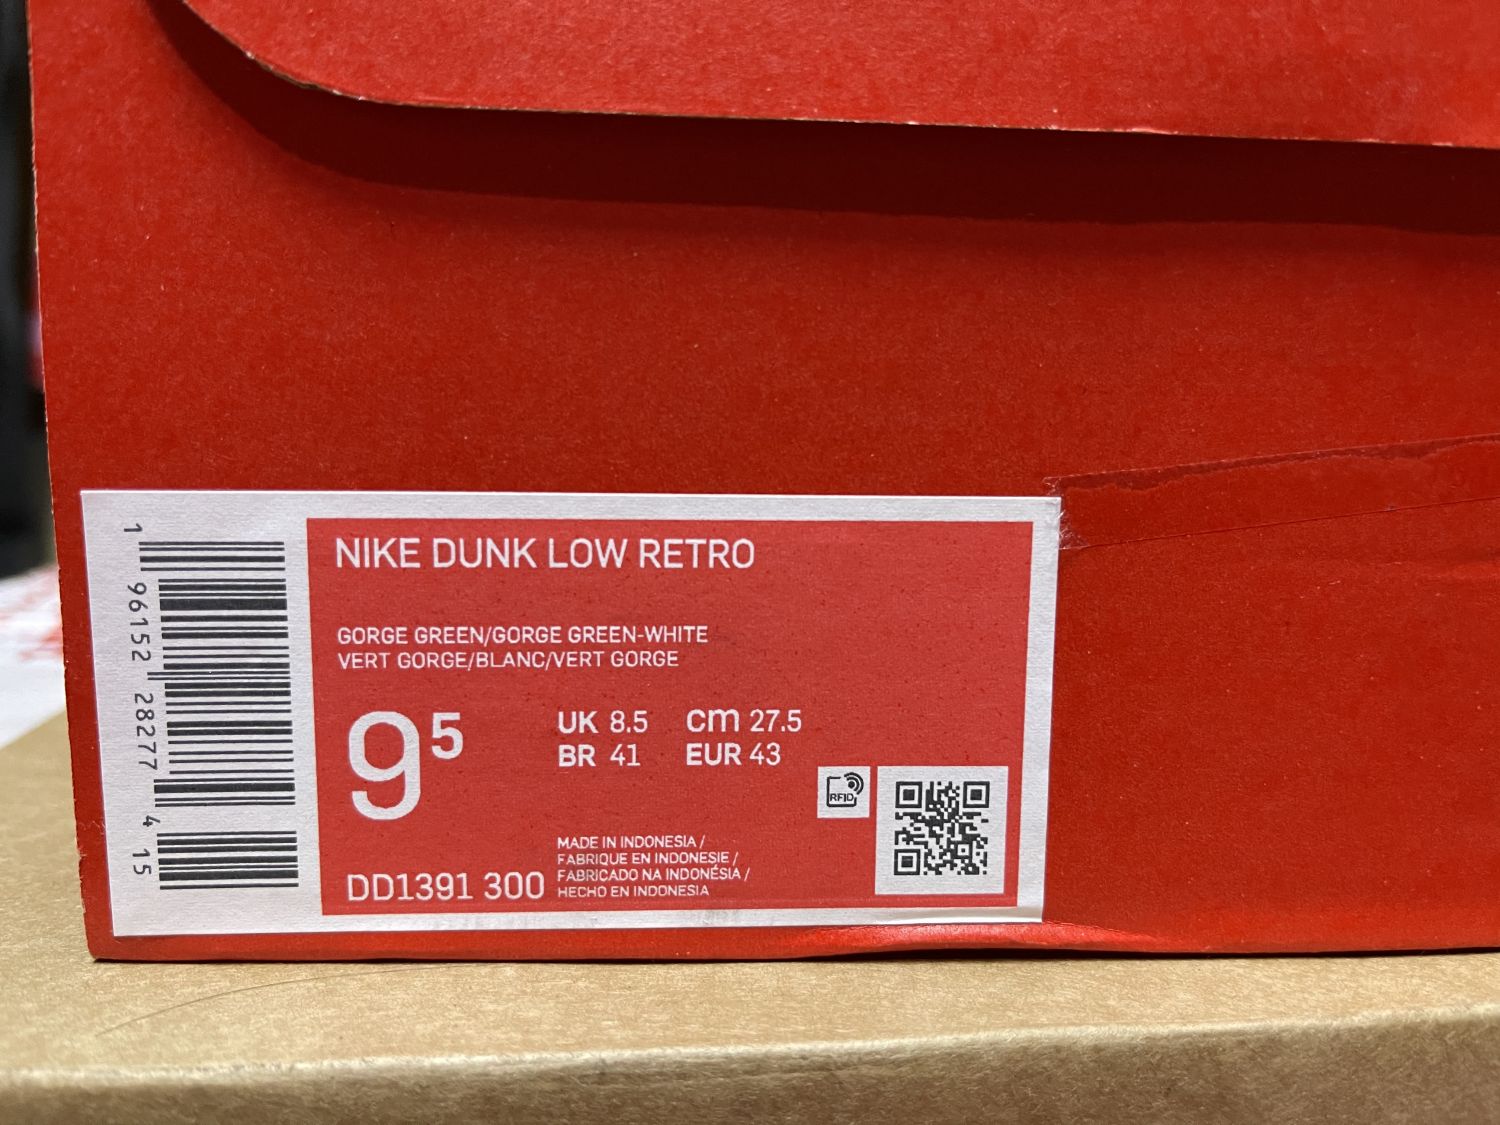 NIKE DUNK LOW RETRO
GORGE GREEN/GORGE GREEN-WHITE
VERT GORGE/BLANC/VERT GORGE
9⁵
UK 8.5 cm 27.5
BR 41 EUR 43
RFID
MADE IN INDONESIA /
FABRIQUE EN INDONESIE /
FABRICADO NA INDONÉSIA /
HECHO EN INDONESIA
DD1391 300
1 96152 28277 4 15